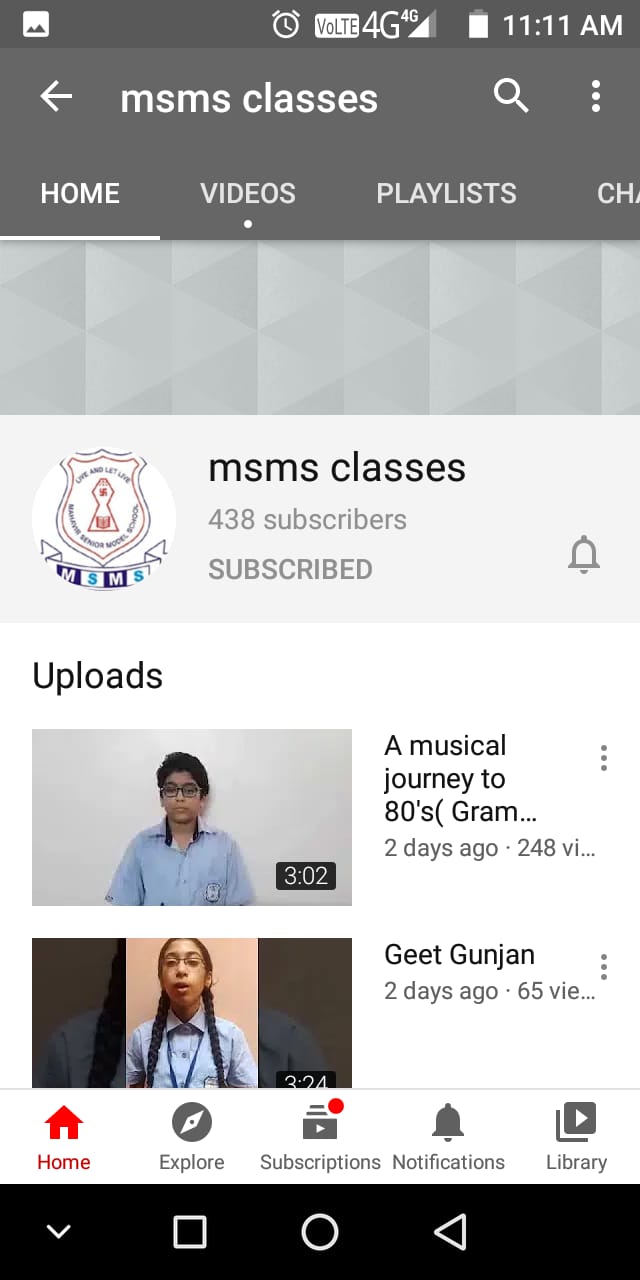 VoLTE 4G 4G 11:11 AM
msms classes
HOME VIDEOS PLAYLISTS CHA
msms classes
438 subscribers
SUBSCRIBED
LIVE AND LET LIVE
MAHAVIR SENIOR MODEL SCHOOL
M S M S
Uploads
A musical
journey to
80's( Gram...
2 days ago · 248 vi...
3:02
Geet Gunjan
2 days ago · 65 vie...
3:24
Home Explore Subscriptions Notifications Library